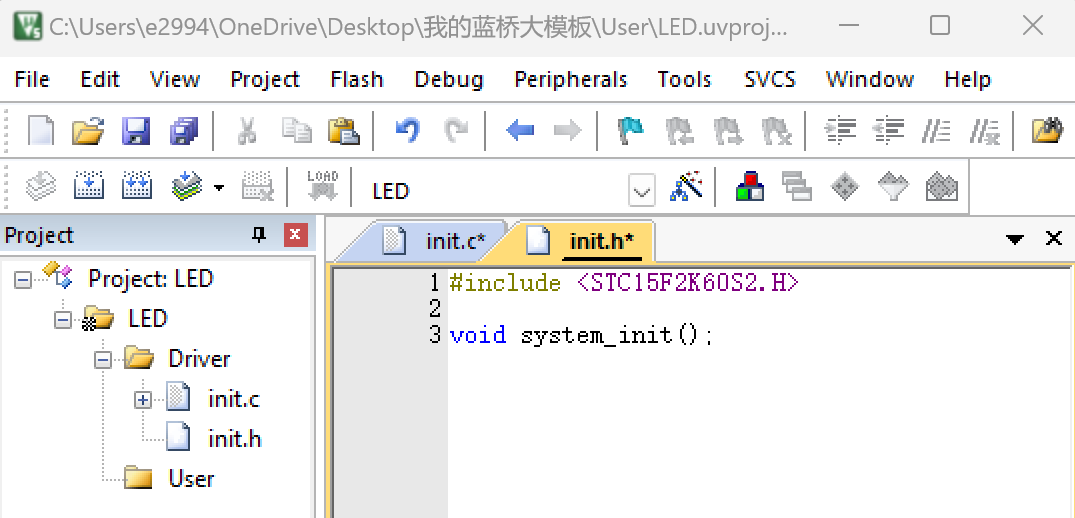 C:\Users\e2994\OneDrive\Desktop\我的蓝桥大模板\User\LED.uvproj...
File Edit View Project Flash Debug Peripherals Tools SVCS Window Help
LOAD LED
Project
init.c* init.h*
Project: LED
LED
Driver
init.c
init.h
User
1 #include <STC15F2K60S2.H>
2
3 void system_init();